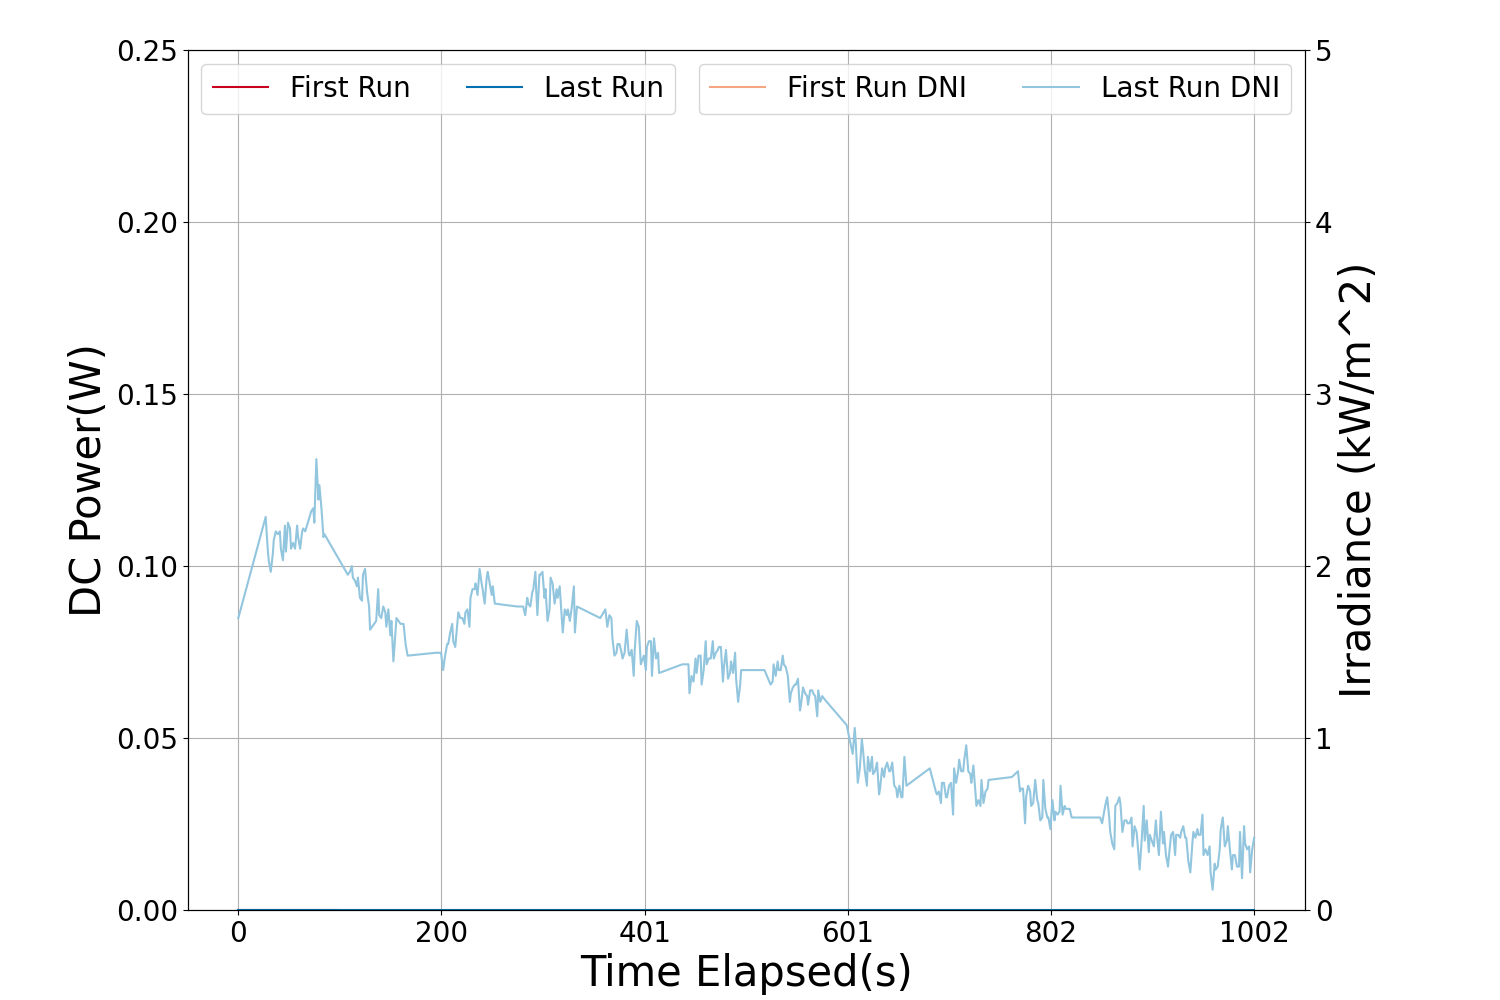 First Run
Last Run
First Run DNI
Last Run DNI
DC Power(W)
0.25
0.20
0.15
0.10
0.05
0.00
5
4
3
2
1
0
Irradiance (kW/m^2)
0
200
401
601
802
1002
Time Elapsed(s)